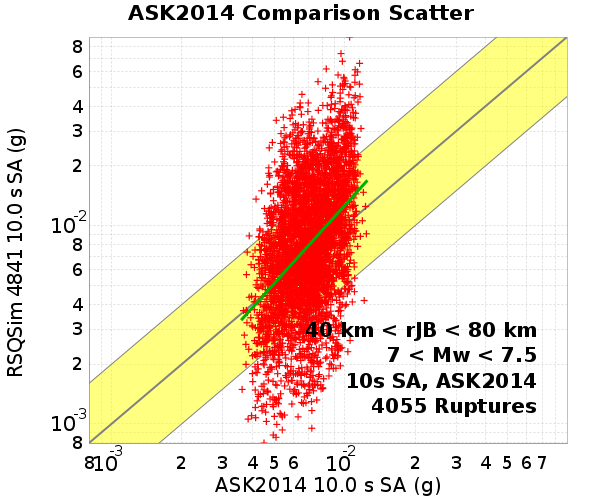 ASK2014 Comparison Scatter
RSQSim 4841 10.0 s SA (g)
8
6
4
3
2
10-2
8
6
4
3
2
10-3
8
40 km < rJB < 80 km
7 < Mw < 7.5
10s SA, ASK2014
4055 Ruptures
8 10-3 2 3 4 5 6 10-2 2 3 4 5 6 7
ASK2014 10.0 s SA (g)